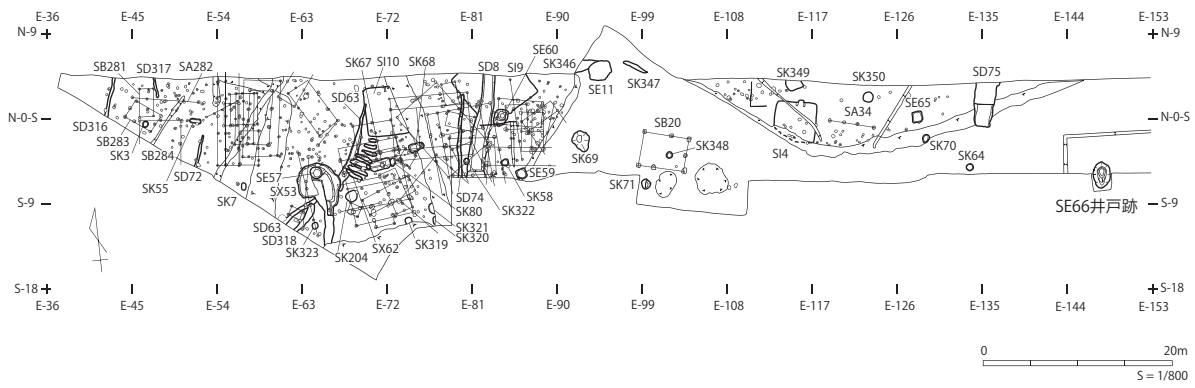 E-36 E-45 E-54 E-63 E-72 E-81 E-90 E-99 E-108 E-117 E-126 E-135 E-144 E-153
N-9 N-9
SE60
SK67 SI10 SK68 SD8 SI9 SK346
SB281 SD317 SA282
SK349 SK350 SD75
SE11 SK347
SD63
SE65
SA34
N-0-S N-0-S
SD316
SB20
SB283
SK348
SK3 SB284
SK69
SI4
SK70 SK64
SD72
SE57
SE59
SK55
SX53
SK71
SK7
SD74 SK58
SK80 SK322
S-9 S-9
SE66井戸跡
SD63
SK321
SD318
SK320
SK323
SK204 SX62 SK319
S-18 S-18
E-36 E-45 E-54 E-63 E-72 E-81 E-90 E-99 E-108 E-117 E-126 E-135 E-144 E-153
0 20m
S = 1/800